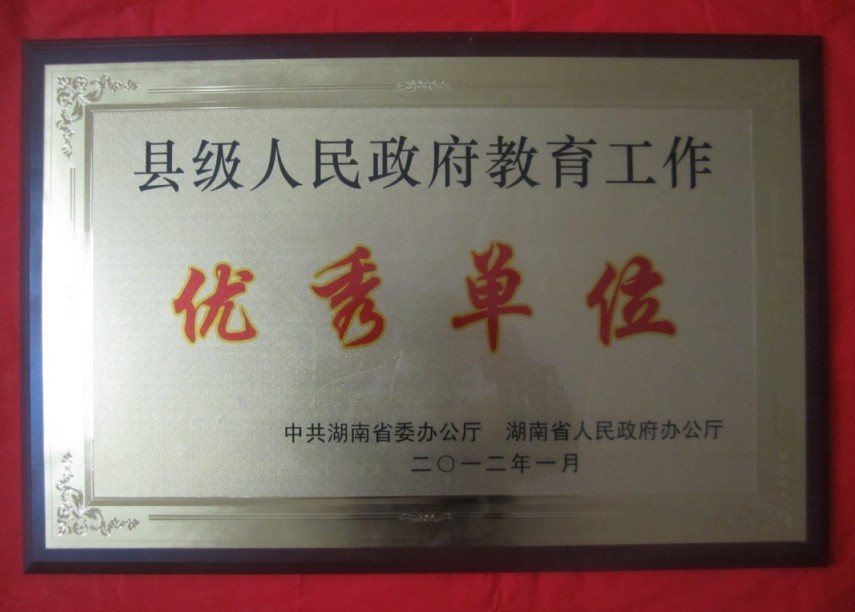 县级人民政府教育工作
优秀单位
中共湖南省委办公厅 湖南省人民政府办公厅
二〇一二年一月